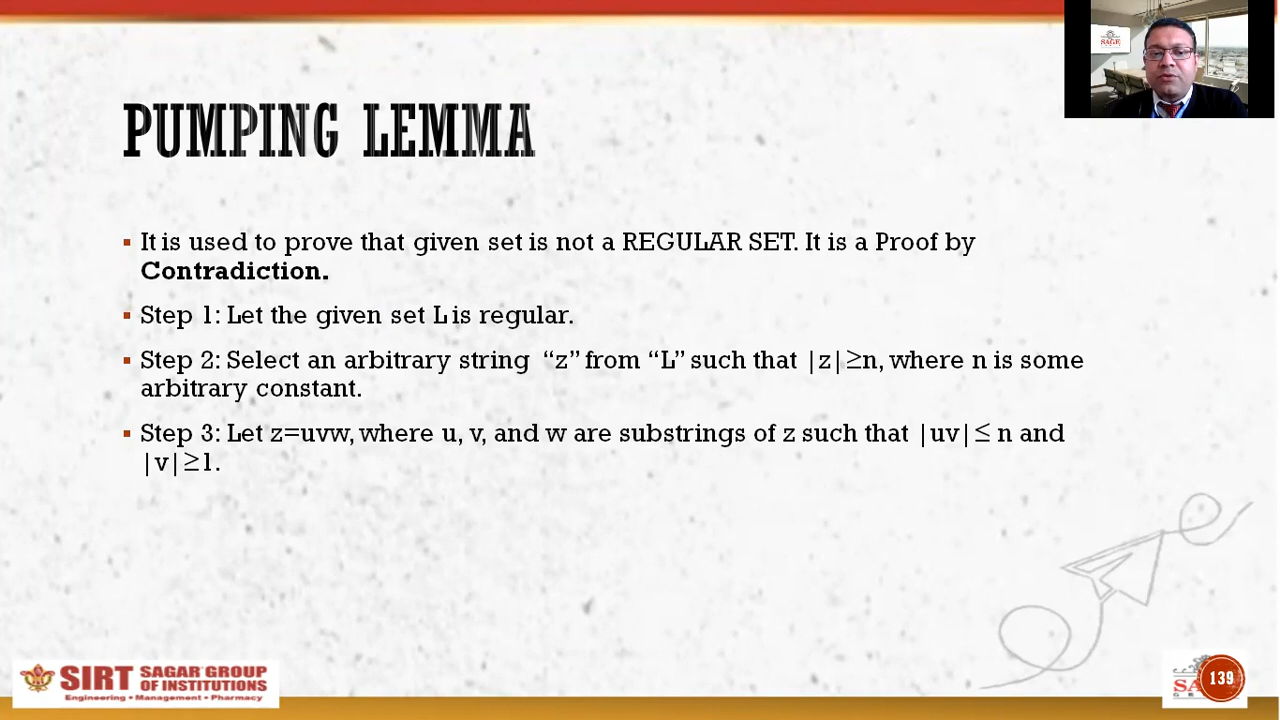 SAGE
PUMPING LEMMA
▪ It is used to prove that given set is not a REGULAR SET. It is a Proof by
Contradiction.
▪ Step 1: Let the given set L is regular.
▪ Step 2: Select an arbitrary string “z” from “L” such that |z|≥n, where n is some
arbitrary constant.
▪ Step 3: Let z=uvw, where u, v, and w are substrings of z such that |uv|≤ n and
|v|≥1.
SIRT SAGAR GROUP
OF INSTITUTIONS
Engineering • Management • Pharmacy
139